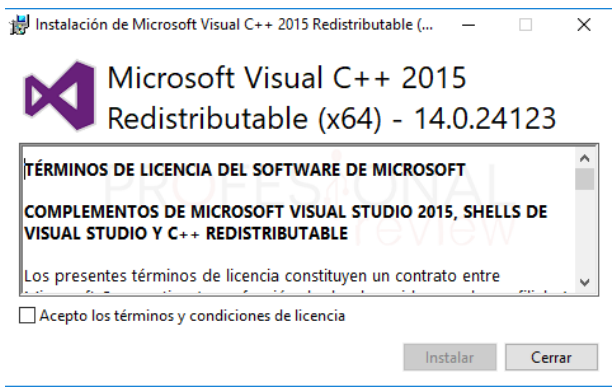 Instalación de Microsoft Visual C++ 2015 Redistributable (...
Microsoft Visual C++ 2015
Redistributable (x64) - 14.0.24123
TÉRMINOS DE LICENCIA DEL SOFTWARE DE MICROSOFT
PROFESIONAL
review
COMPLEMENTOS DE MICROSOFT VISUAL STUDIO 2015, SHELLS DE
VISUAL STUDIO Y C++ REDISTRIBUTABLE
Los presentes términos de licencia constituyen un contrato entre
Acepto los términos y condiciones de licencia
Instalar
Cerrar